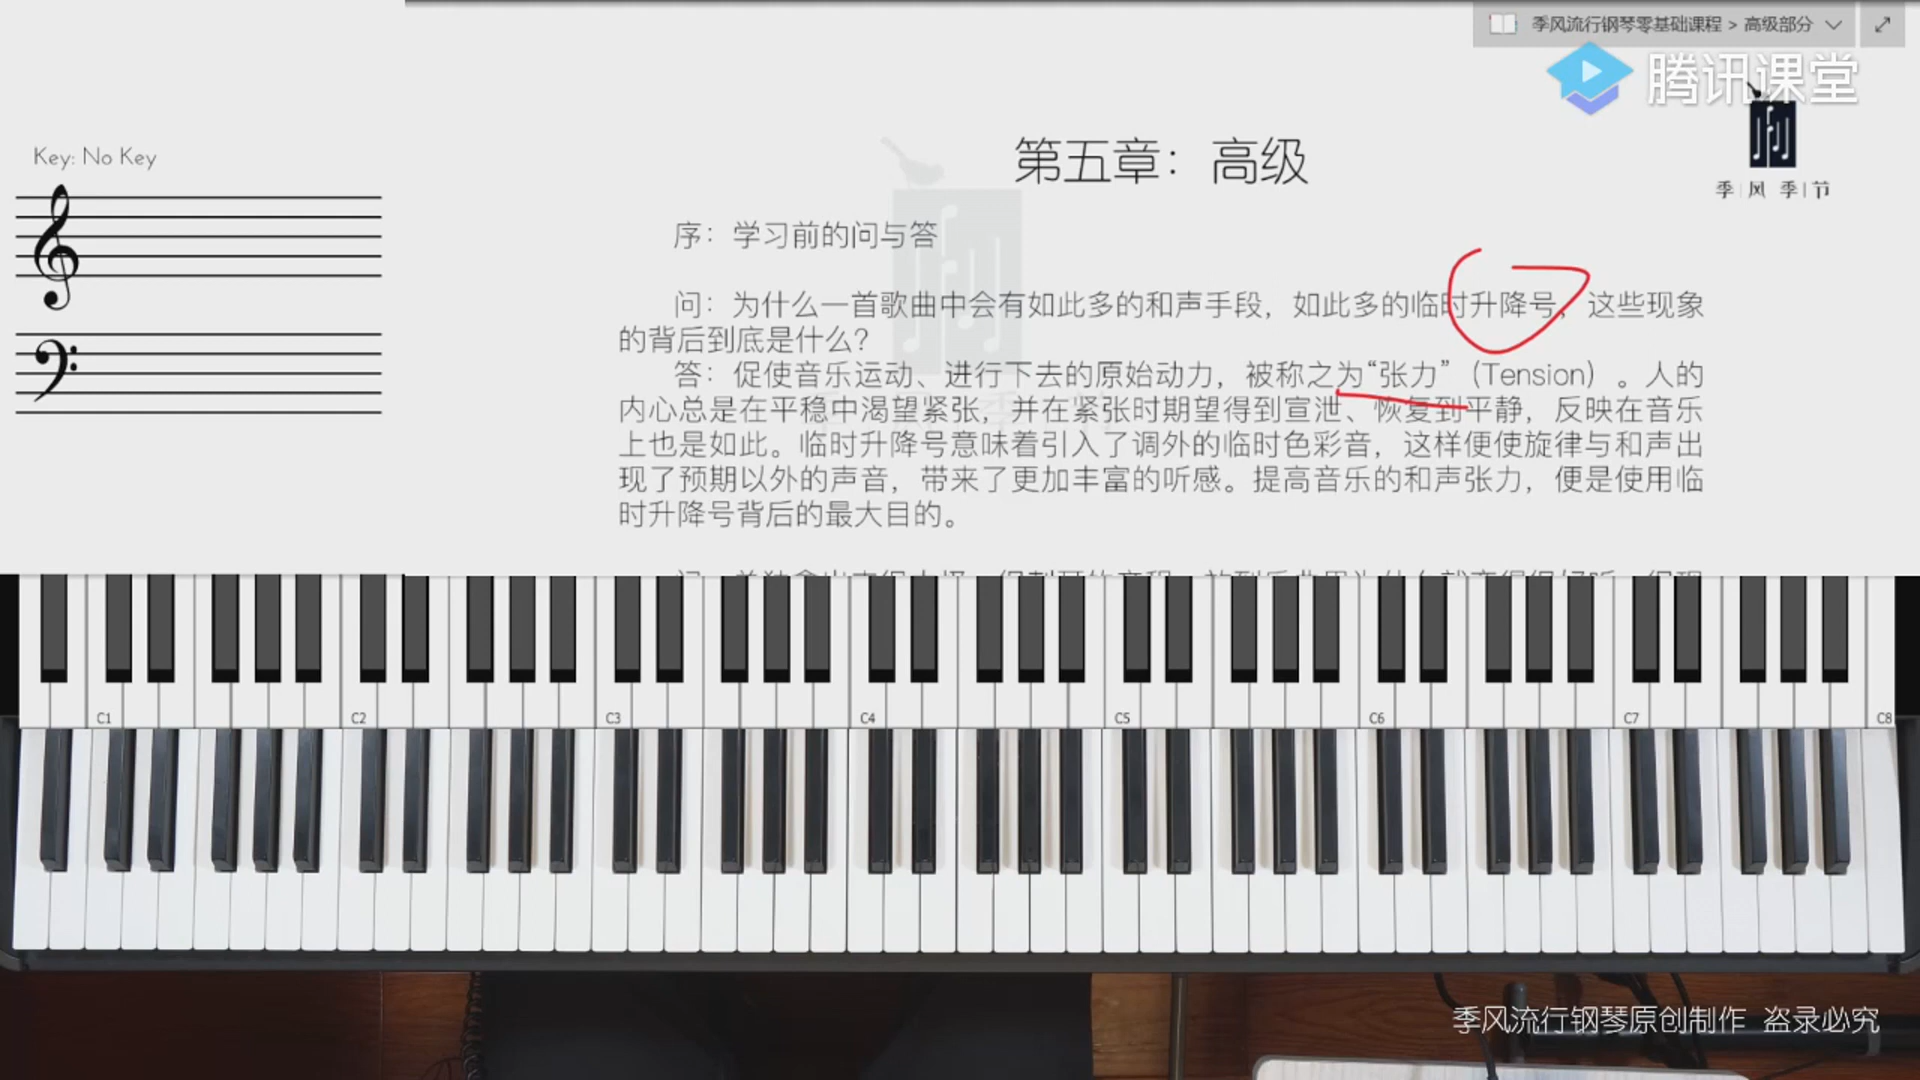 季风流行钢琴零基础课程 > 高级部分
腾讯课堂
季 风 季 节
Key: No Key
第五章：高级
序：学习前的问与答
问：为什么一首歌曲中会有如此多的和声手段，如此多的临时升降号，这些现象
的背后到底是什么？
答：促使音乐运动、进行下去的原始动力，被称之为“张力”（Tension）。人的
内心总是在平稳中渴望紧张，并在紧张时期望得到宣泄、恢复到平静，反映在音乐
上也是如此。临时升降号意味着引入了调外的临时色彩音，这样便使旋律与和声出
现了预期以外的声音，带来了更加丰富的听感。提高音乐的和声张力，便是使用临
时升降号背后的最大目的。
C1 C2 C3 C4 C5 C6 C7 C8
季风流行钢琴原创制作 盗录必究